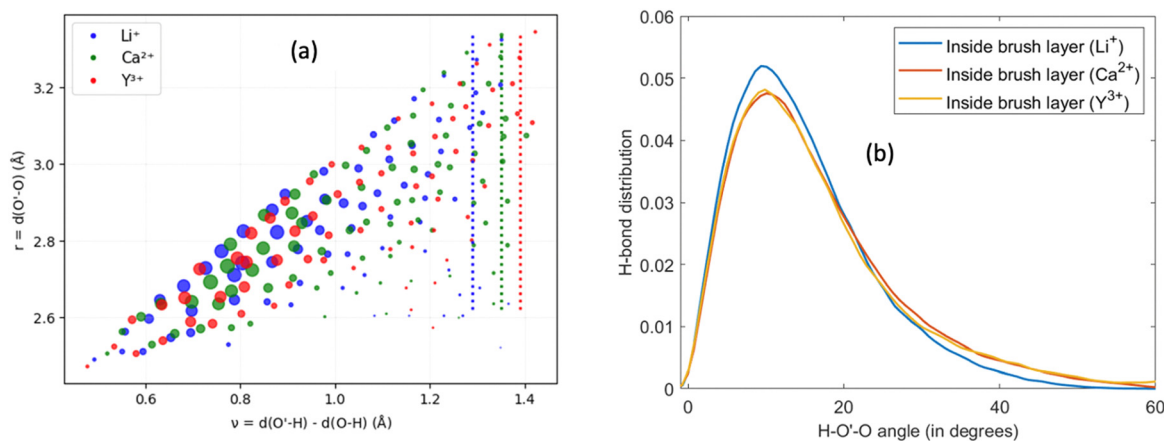 (a)
Li⁺
Ca²⁺
Y³⁺
r = d(O'-O) (Å)
3.2
3.0
2.8
2.6
0.6 0.8 1.0 1.2 1.4
ν = d(O'-H) - d(O-H) (Å)
(b)
Inside brush layer (Li⁺)
Inside brush layer (Ca²⁺)
Inside brush layer (Y³⁺)
H-bond distribution
0.06
0.05
0.04
0.03
0.02
0.01
0
0 20 40 60
H-O'-O angle (in degrees)